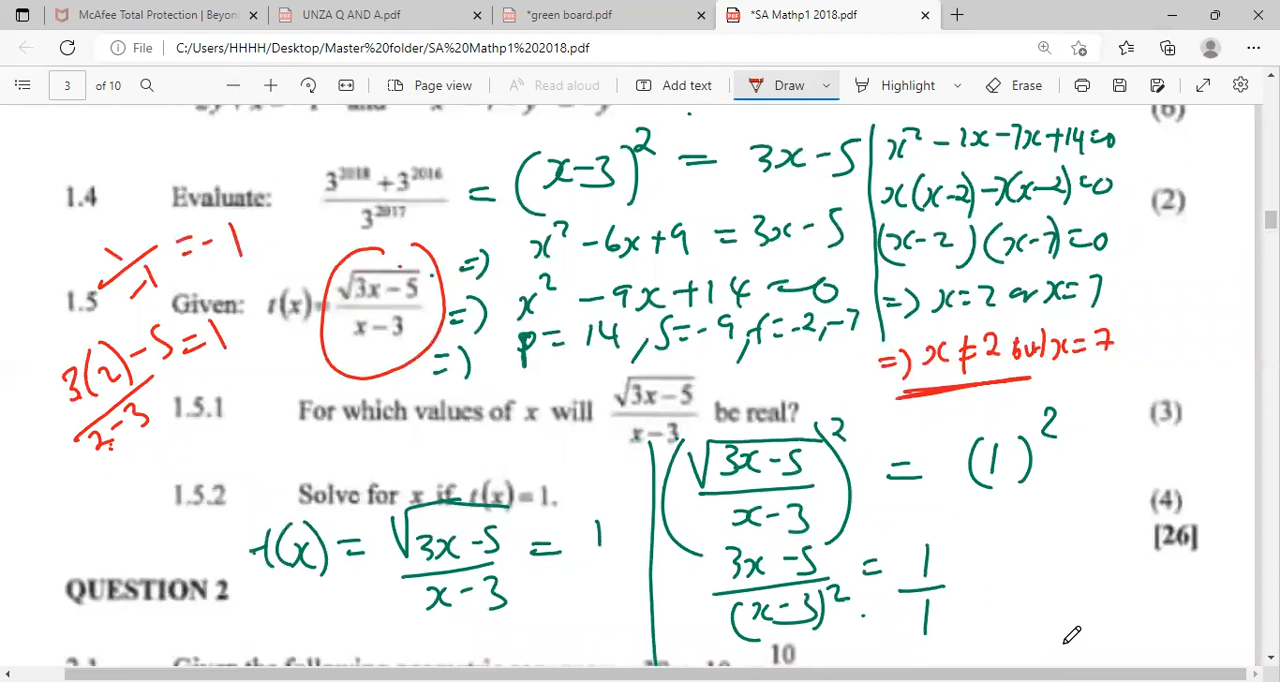 McAfee Total Protection | Beyon
UNZA Q AND A.pdf
*green board.pdf
*SA Mathp1 2018.pdf
File
C:/Users/HHHH/Desktop/Master%20folder/SA%20Mathp1%202018.pdf
3 of 10
Page view
Read aloud
Add text
Draw
Highlight
Erase
(6)
1.4 Evaluate: (3^2018 + 3^2016)/3^2017 (2)
= (x-3)^2 = 3x-5
=> x^2 -6x+9 = 3x-5
=> x^2 -9x+14=0
=> p= 14, S=-9, f=-2,-7
x^2 -2x-7x+14=0
x(x-2)-7(x-2)=0
(x-2)(x-7)=0
=> x=2 or x=7
=> x≠2 but x=7
= -1
-1
1.5 Given: t(x)= √(3x-5)/(x-3)
3(2)-5=1
2-3
1.5.1 For which values of x will √(3x-5)/(x-3) be real? (3)
1.5.2 Solve for x if t(x)=1. (4)
[26]
t(x)= √(3x-5)/(x-3) = 1
(√(3x-5)/(x-3))^2 = (1)^2
(3x-5)/(x-3)^2 = 1/1
QUESTION 2
10